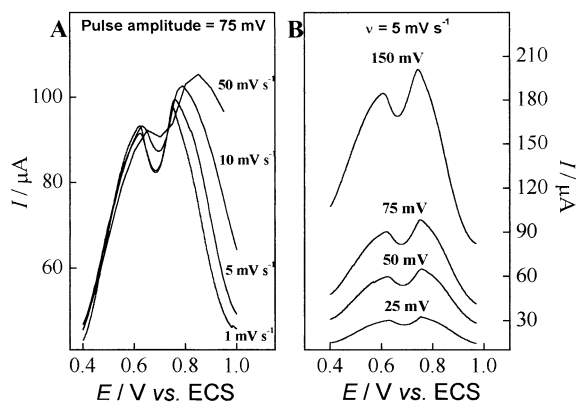 A
Pulse amplitude = 75 mV
50 mV s⁻¹
10 mV s⁻¹
5 mV s⁻¹
1 mV s⁻¹
100
80
60
I / µA
0.4 0.6 0.8 1.0
E / V vs. ECS
B
ν = 5 mV s⁻¹
150 mV
75 mV
50 mV
25 mV
210
180
150
120
90
60
30
I / µA
0.4 0.6 0.8 1.0
E / V vs. ECS